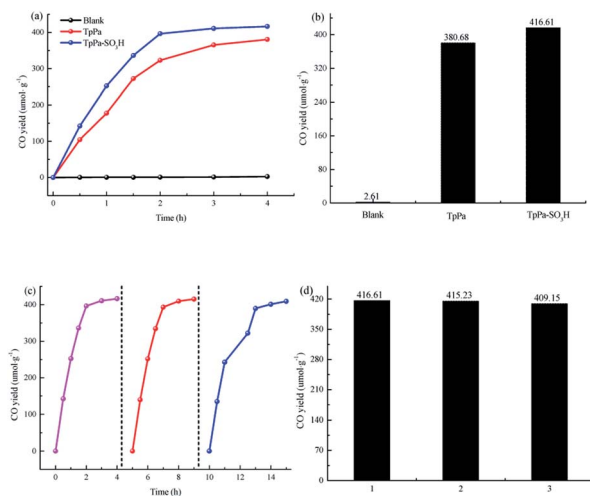 (a)
Blank
TpPa
TpPa-SO3H
CO yield (umol·g-1)
400
300
200
100
0
0 1 2 3 4
Time (h)
(b)
CO yield (umol·g-1)
400
320
240
160
80
0
2.61
380.68
416.61
Blank TpPa TpPa-SO3H
(c)
CO yield (umol·g-1)
400
300
200
100
0
0 2 4 6 8 10 12 14
Time (h)
(d)
CO yield (umol·g-1)
420
350
280
210
140
70
0
416.61
415.23
409.15
1 2 3